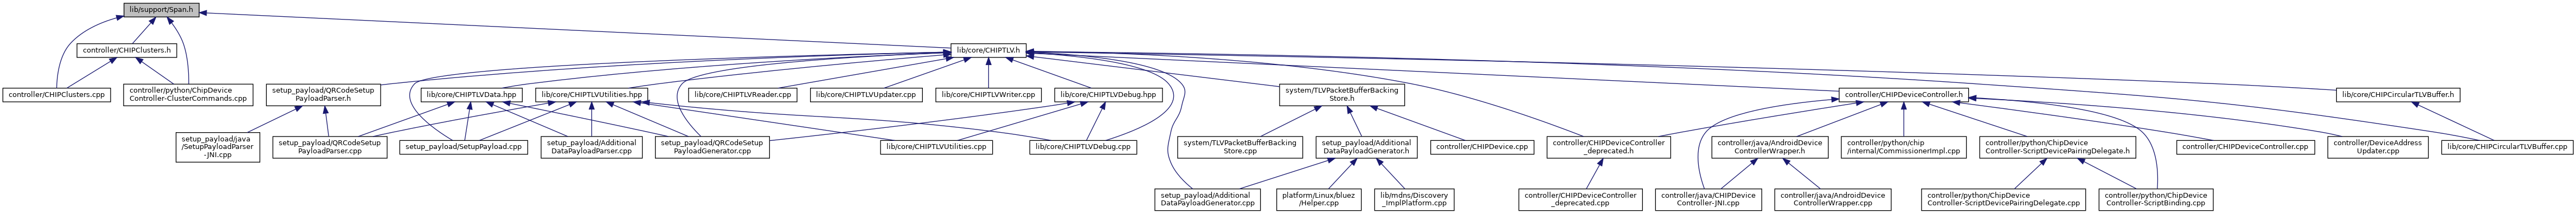 lib/support/Span.h
controller/CHIPClusters.h
lib/core/CHIPTLV.h
controller/CHIPClusters.cpp
controller/python/ChipDevice
Controller-ClusterCommands.cpp
setup_payload/QRCodeSetup
PayloadParser.h
lib/core/CHIPTLVData.hpp
lib/core/CHIPTLVUtilities.hpp
lib/core/CHIPTLVReader.cpp
lib/core/CHIPTLVUpdater.cpp
lib/core/CHIPTLVWriter.cpp
lib/core/CHIPTLVDebug.hpp
system/TLVPacketBufferBacking
Store.h
controller/CHIPDeviceController.h
lib/core/CHIPCircularTLVBuffer.h
setup_payload/java
/SetupPayloadParser
-JNI.cpp
setup_payload/QRCodeSetup
PayloadParser.cpp
setup_payload/SetupPayload.cpp
setup_payload/Additional
DataPayloadParser.cpp
setup_payload/QRCodeSetup
PayloadGenerator.cpp
lib/core/CHIPTLVUtilities.cpp
lib/core/CHIPTLVDebug.cpp
system/TLVPacketBufferBacking
Store.cpp
setup_payload/Additional
DataPayloadGenerator.h
controller/CHIPDevice.cpp
controller/CHIPDeviceController
_deprecated.h
controller/java/AndroidDevice
ControllerWrapper.h
controller/python/chip
/internal/CommissionerImpl.cpp
controller/python/ChipDevice
Controller-ScriptDevicePairingDelegate.h
controller/CHIPDeviceController.cpp
controller/DeviceAddress
Updater.cpp
lib/core/CHIPCircularTLVBuffer.cpp
setup_payload/Additional
DataPayloadGenerator.cpp
platform/Linux/bluez
/Helper.cpp
lib/mdns/Discovery
_ImplPlatform.cpp
controller/CHIPDeviceController
_deprecated.cpp
controller/java/CHIPDevice
Controller-JNI.cpp
controller/java/AndroidDevice
ControllerWrapper.cpp
controller/python/ChipDevice
Controller-ScriptDevicePairingDelegate.cpp
controller/python/ChipDevice
Controller-ScriptBinding.cpp